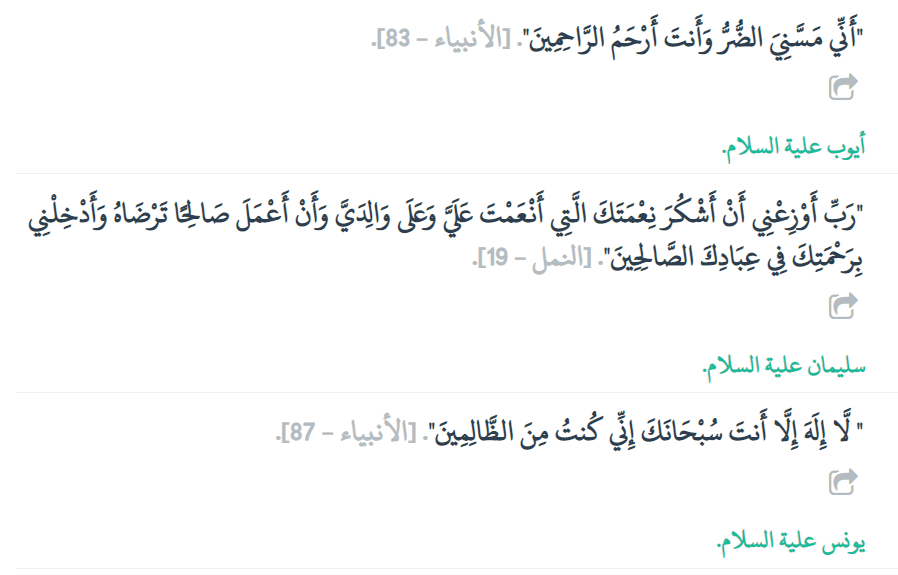 "أَنِّي مَسَّنِيَ الضُّرُّ وَأَنتَ أَرْحَمُ الرَّاحِمِينَ". [الأنبياء – 83].
أيوب علية السلام.
"رَبِّ أَوْزِعْنِي أَنْ أَشْكُرَ نِعْمَتَكَ الَّتِي أَنْعَمْتَ عَلَيَّ وَعَلَى وَالِدَيَّ وَأَنْ أَعْمَلَ صَالِحًا تَرْضَاهُ وَأَدْخِلْنِي
بِرَحْمَتِكَ فِي عِبَادِكَ الصَّالِحِينَ". [النمل – 19].
سليمان علية السلام.
" لَّا إِلَهَ إِلَّا أَنتَ سُبْحَانَكَ إِنِّي كُنتُ مِنَ الظَّالِمِينَ". [الأنبياء – 87].
يونس علية السلام.